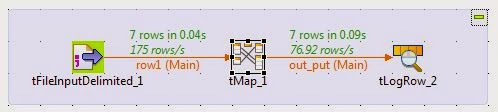 7 rows in 0.04s
175 rows/s
row1 (Main)
7 rows in 0.09s
76.92 rows/s
out_put (Main)
tFileInputDelimited_1
tMap_1
tLogRow_2